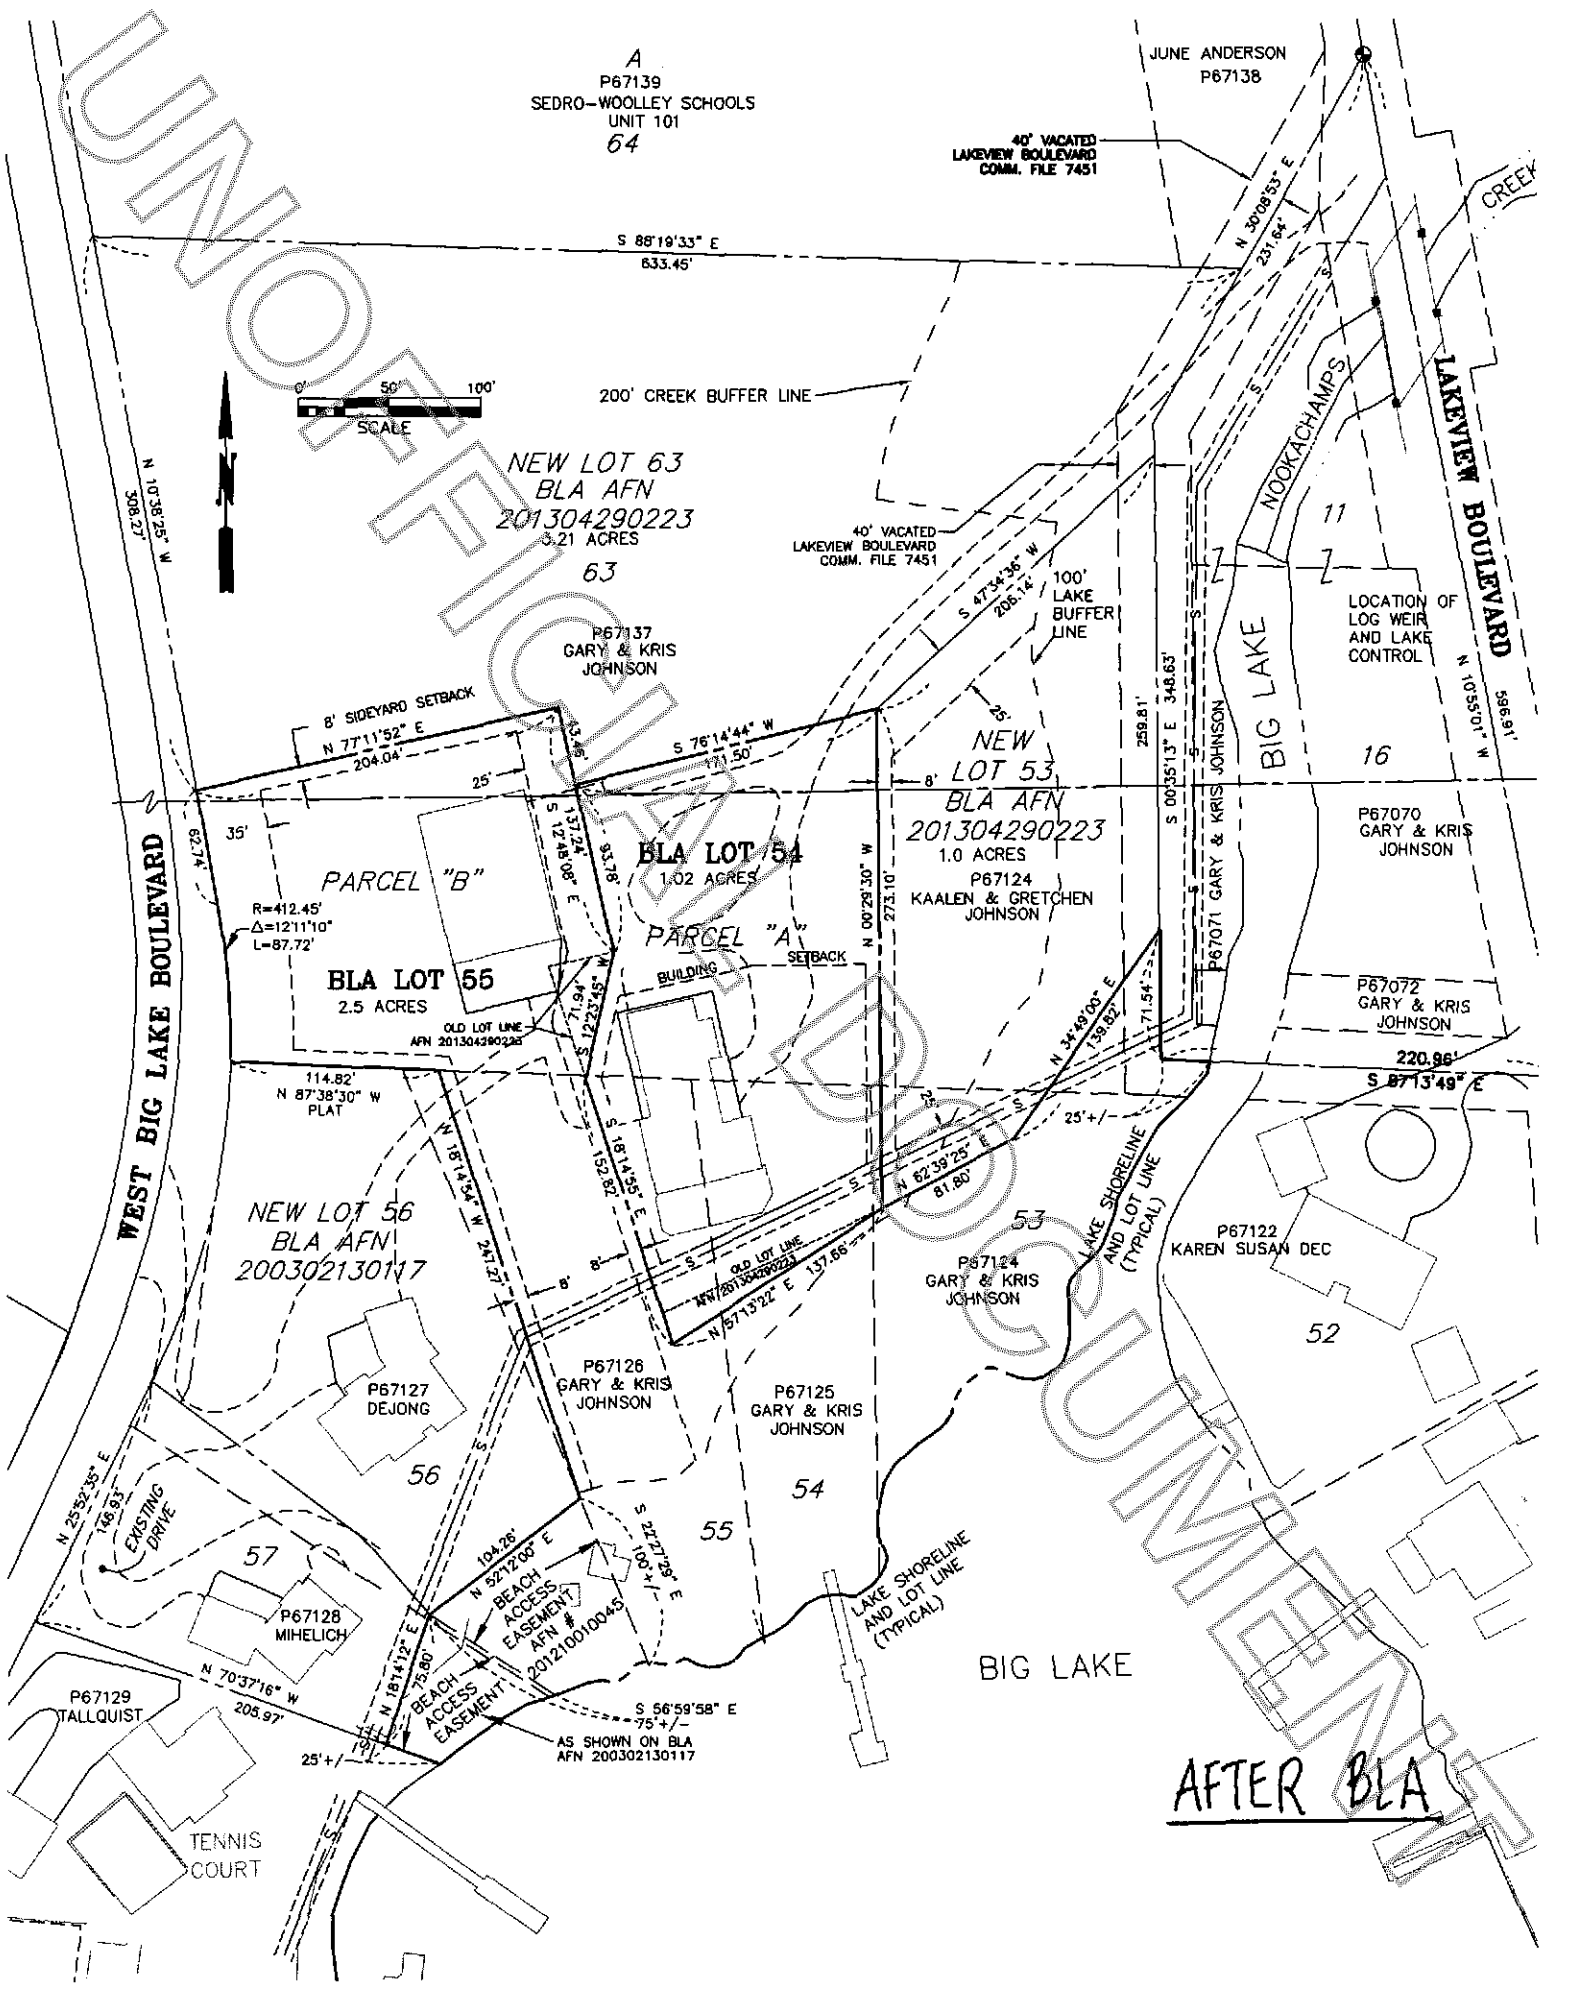 A
P67139
SEDRO-WOOLLEY SCHOOLS
UNIT 101
64
JUNE ANDERSON
P67138
40' VACATED
LAKEVIEW BOULEVARD
COMM. FILE 7451
N 30°08'53" E
231.64'
CREEK
S 88°19'33" E
633.45'
200' CREEK BUFFER LINE
0' 50' 100'
SCALE
N
N 10°38'25" W
308.27'
NEW LOT 63
BLA AFN
201304290223
3.21 ACRES
63
P67137
GARY & KRIS
JOHNSON
40' VACATED
LAKEVIEW BOULEVARD
COMM. FILE 7451
S 47°34'36" W
206.14'
100'
LAKE
BUFFER
LINE
NOOKACHAMPS
11
LAKEVIEW BOULEVARD
LOCATION OF
LOG WEIR
AND LAKE
CONTROL
N 10°55'01" W
596.91'
BIG LAKE
16
8' SIDEYARD SETBACK
N 77°11'52" E
204.04'
43.46'
S 76°14'44" W
171.50'
25'
25'
NEW
LOT 53
BLA AFN
201304290223
1.0 ACRES
P67124
KAALEN & GRETCHEN
JOHNSON
8'
259.81'
S 00°35'13" E 348.63'
P67071 GARY & KRIS JOHNSON
P67070
GARY & KRIS
JOHNSON
35'
62.74'
137.24'
S 12°48'08" E
93.78'
BLA LOT 54
1.02 ACRES
PARCEL "A"
PARCEL "B"
R=412.45'
Δ=12°11'10"
L=87.72'
BLA LOT 55
2.5 ACRES
N 00°29'30" W
273.10'
BUILDING SETBACK
OLD LOT LINE
AFN 201304290223
71.94'
S 12°23'45" W
N 34°49'00" E
139.82'
71.54'
P67072
GARY & KRIS
JOHNSON
220.96'
S 87°13'49" E
WEST BIG LAKE BOULEVARD
114.82'
N 87°38'30" W
PLAT
25'
25'+/-
N 18°14'54" W 247.27'
S 18°14'55" E
152.82'
N 62°39'25" E
81.80'
LAKE SHORELINE
AND LOT LINE
(TYPICAL)
NEW LOT 56
BLA AFN
200302130117
8'
8'
OLD LOT LINE
AFN 201304290223
N 57°13'22" E 137.66'
53
P67124
GARY & KRIS
JOHNSON
P67122
KAREN SUSAN DEC
52
P67127
DEJONG
56
P67126
GARY & KRIS
JOHNSON
P67125
GARY & KRIS
JOHNSON
54
55
N 25°52'35" E
146.93'
EXISTING
DRIVE
57
P67128
MIHELICH
104.26'
N 52°12'00" E
S 22°27'29" E
100'+/-
BEACH
ACCESS
EASEMENT
AFN #
201210010045
LAKE SHORELINE
AND LOT LINE
(TYPICAL)
BIG LAKE
N 70°37'16" W
205.97'
N 18°14'12" E
75.80'
BEACH
ACCESS
EASEMENT
S 56°59'58" E
75'+/-
AS SHOWN ON BLA
AFN 200302130117
P67129
TALLQUIST
25'+/-
TENNIS
COURT
AFTER BLA
UNOFFICIAL DOCUMENT